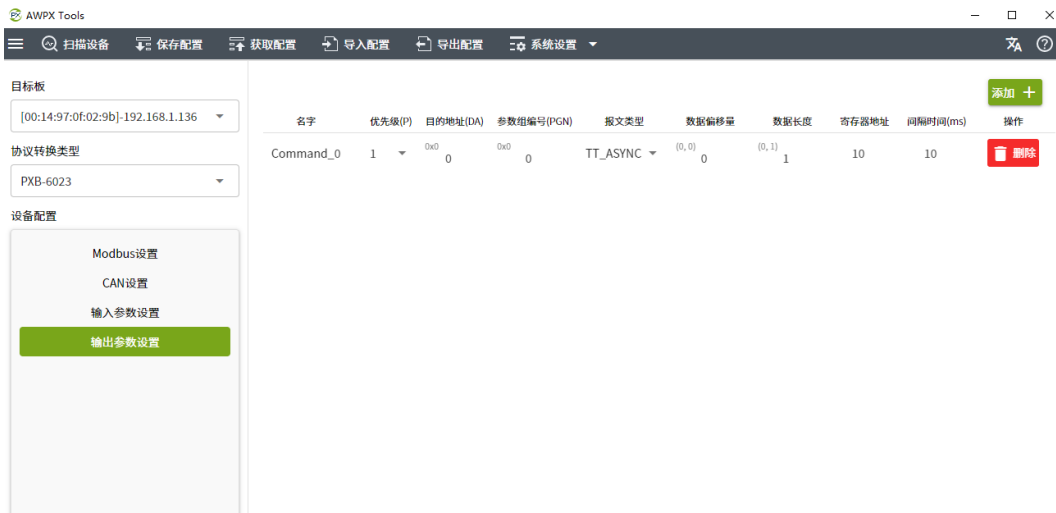 AWPX Tools
扫描设备 保存配置 获取配置 导入配置 导出配置 系统设置
目标板
[00:14:97:0f:02:9b]-192.168.1.136
协议转换类型
PXB-6023
设备配置
Modbus设置
CAN设置
输入参数设置
输出参数设置
添加
名字 优先级(P) 目的地址(DA) 参数组编号(PGN) 报文类型 数据偏移量 数据长度 寄存器地址 间隔时间(ms) 操作
0x0 0x0 (0, 0) (0, 1)
Command_0 1 0 0 TT_ASYNC 0 1 10 10 删除